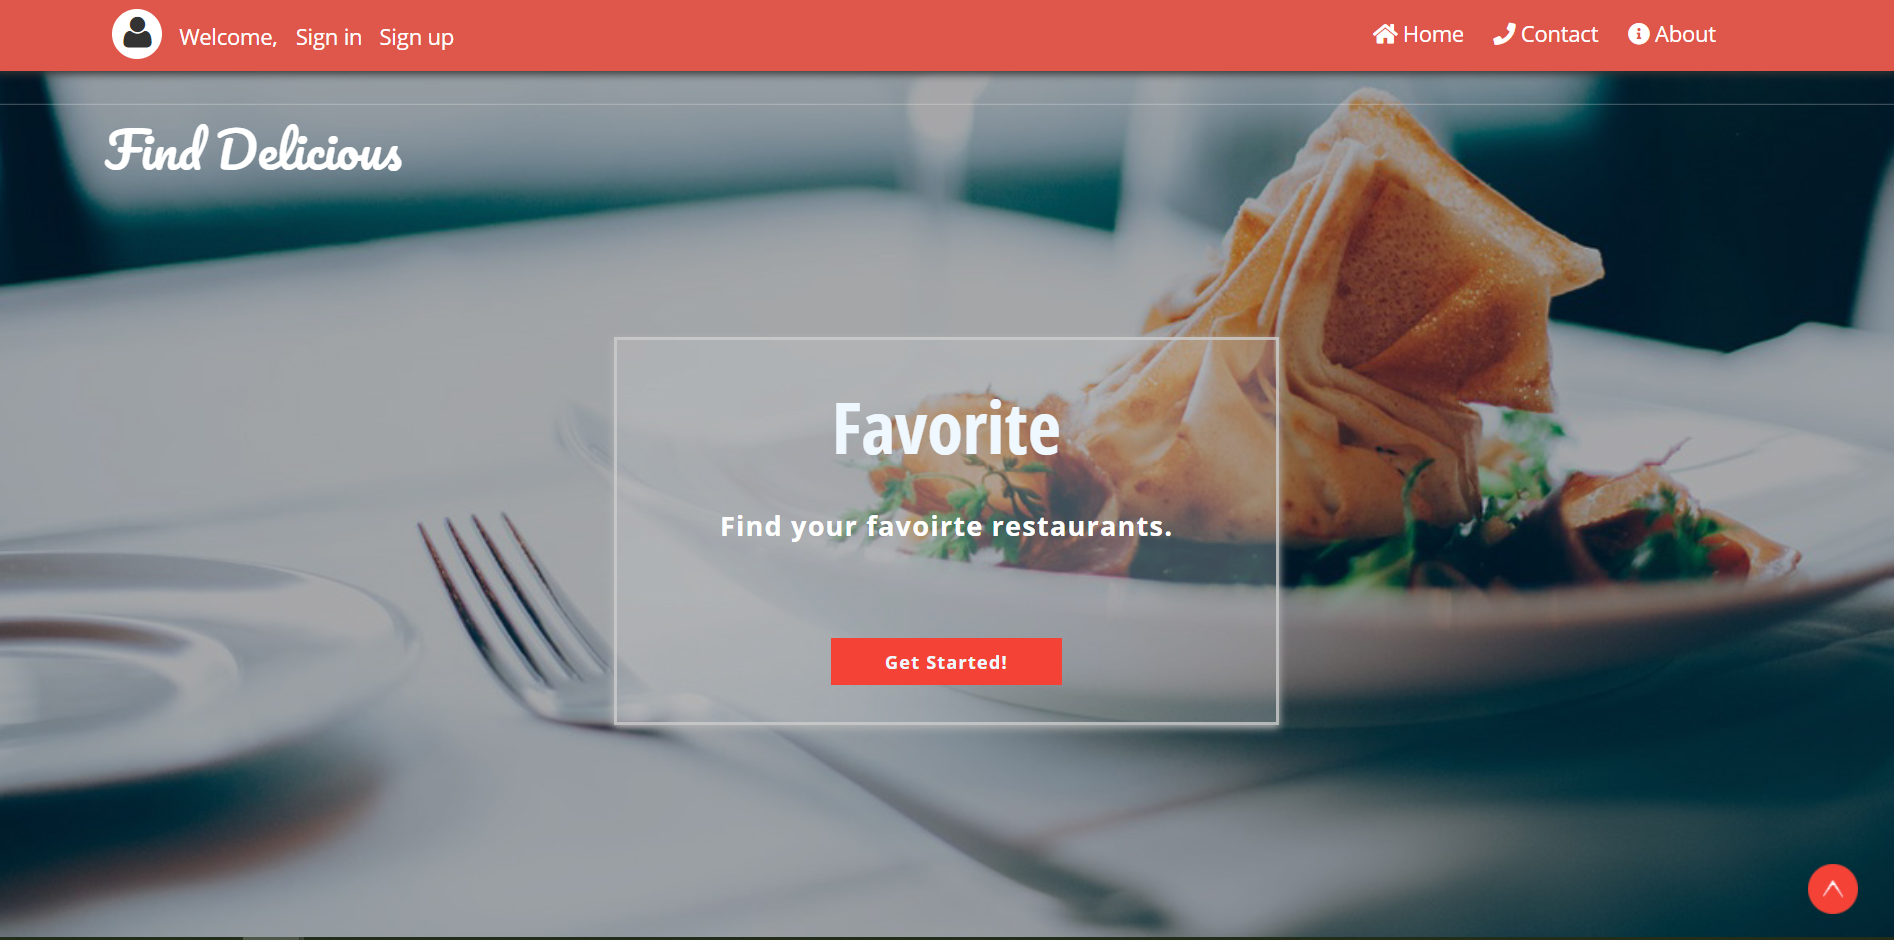 Welcome, Sign in Sign up Home Contact About
Find Delicious
Favorite
Find your favoirte restaurants.
Get Started!